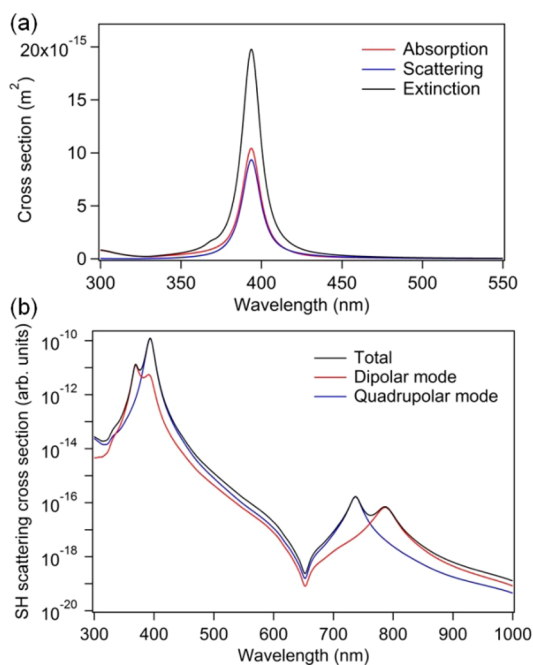 (a)
Cross section (m²)
20x10⁻¹⁵
15
10
5
0
Absorption
Scattering
Extinction
300
350
400
450
500
550
Wavelength (nm)
(b)
SH scattering cross section (arb. units)
10⁻¹⁰
10⁻¹²
10⁻¹⁴
10⁻¹⁶
10⁻¹⁸
10⁻²⁰
Total
Dipolar mode
Quadrupolar mode
300
400
500
600
700
800
900
1000
Wavelength (nm)